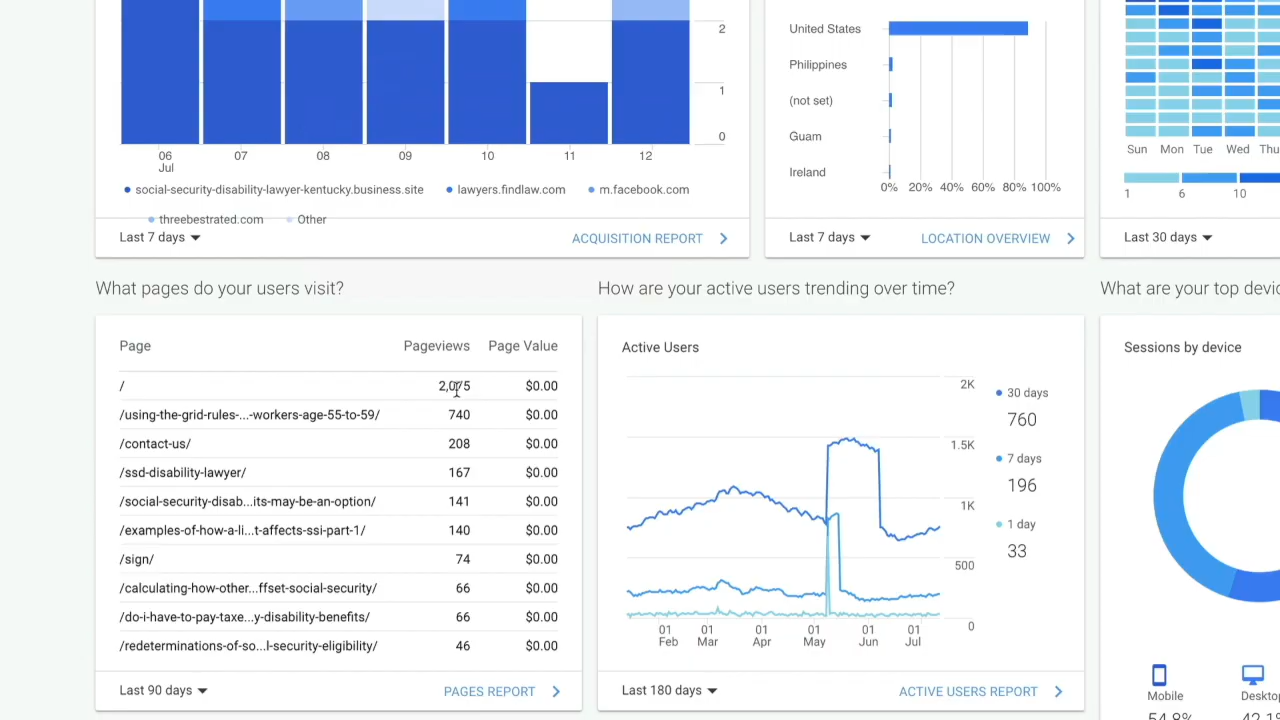 2
1
0
06
Jul
07
08
09
10
11
12
social-security-disability-lawyer-kentucky.business.site
lawyers.findlaw.com
m.facebook.com
threebestrated.com
Other
Last 7 days
ACQUISITION REPORT
United States
Philippines
(not set)
Guam
Ireland
0% 20% 40% 60% 80% 100%
Last 7 days
LOCATION OVERVIEW
Sun Mon Tue Wed Thu
1 6 10
Last 30 days
What pages do your users visit?
Page Pageviews Page Value
/ 2,075 $0.00
/using-the-grid-rules-...-workers-age-55-to-59/ 740 $0.00
/contact-us/ 208 $0.00
/ssd-disability-lawyer/ 167 $0.00
/social-security-disab...its-may-be-an-option/ 141 $0.00
/examples-of-how-a-li...t-affects-ssi-part-1/ 140 $0.00
/sign/ 74 $0.00
/calculating-how-other...ffset-social-security/ 66 $0.00
/do-i-have-to-pay-taxe...y-disability-benefits/ 66 $0.00
/redeterminations-of-so...l-security-eligibility/ 46 $0.00
Last 90 days
PAGES REPORT
How are your active users trending over time?
Active Users
2K
1.5K
1K
500
0
01 01 01 01 01 01
Feb Mar Apr May Jun Jul
30 days
760
7 days
196
1 day
33
Last 180 days
ACTIVE USERS REPORT
What are your top devic
Sessions by device
Mobile
Desktop
54.8%